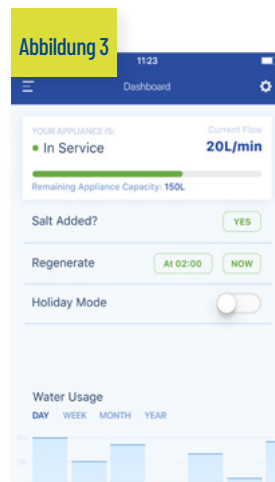 Abbildung 3
11:23
Dashboard
YOUR APPLIANCE IS:
Current Flow
In Service
20L/min
Remaining Appliance Capacity: 150L
Salt Added?
YES
Regenerate
At 02:00
NOW
Holiday Mode
Water Usage
DAY WEEK MONTH YEAR